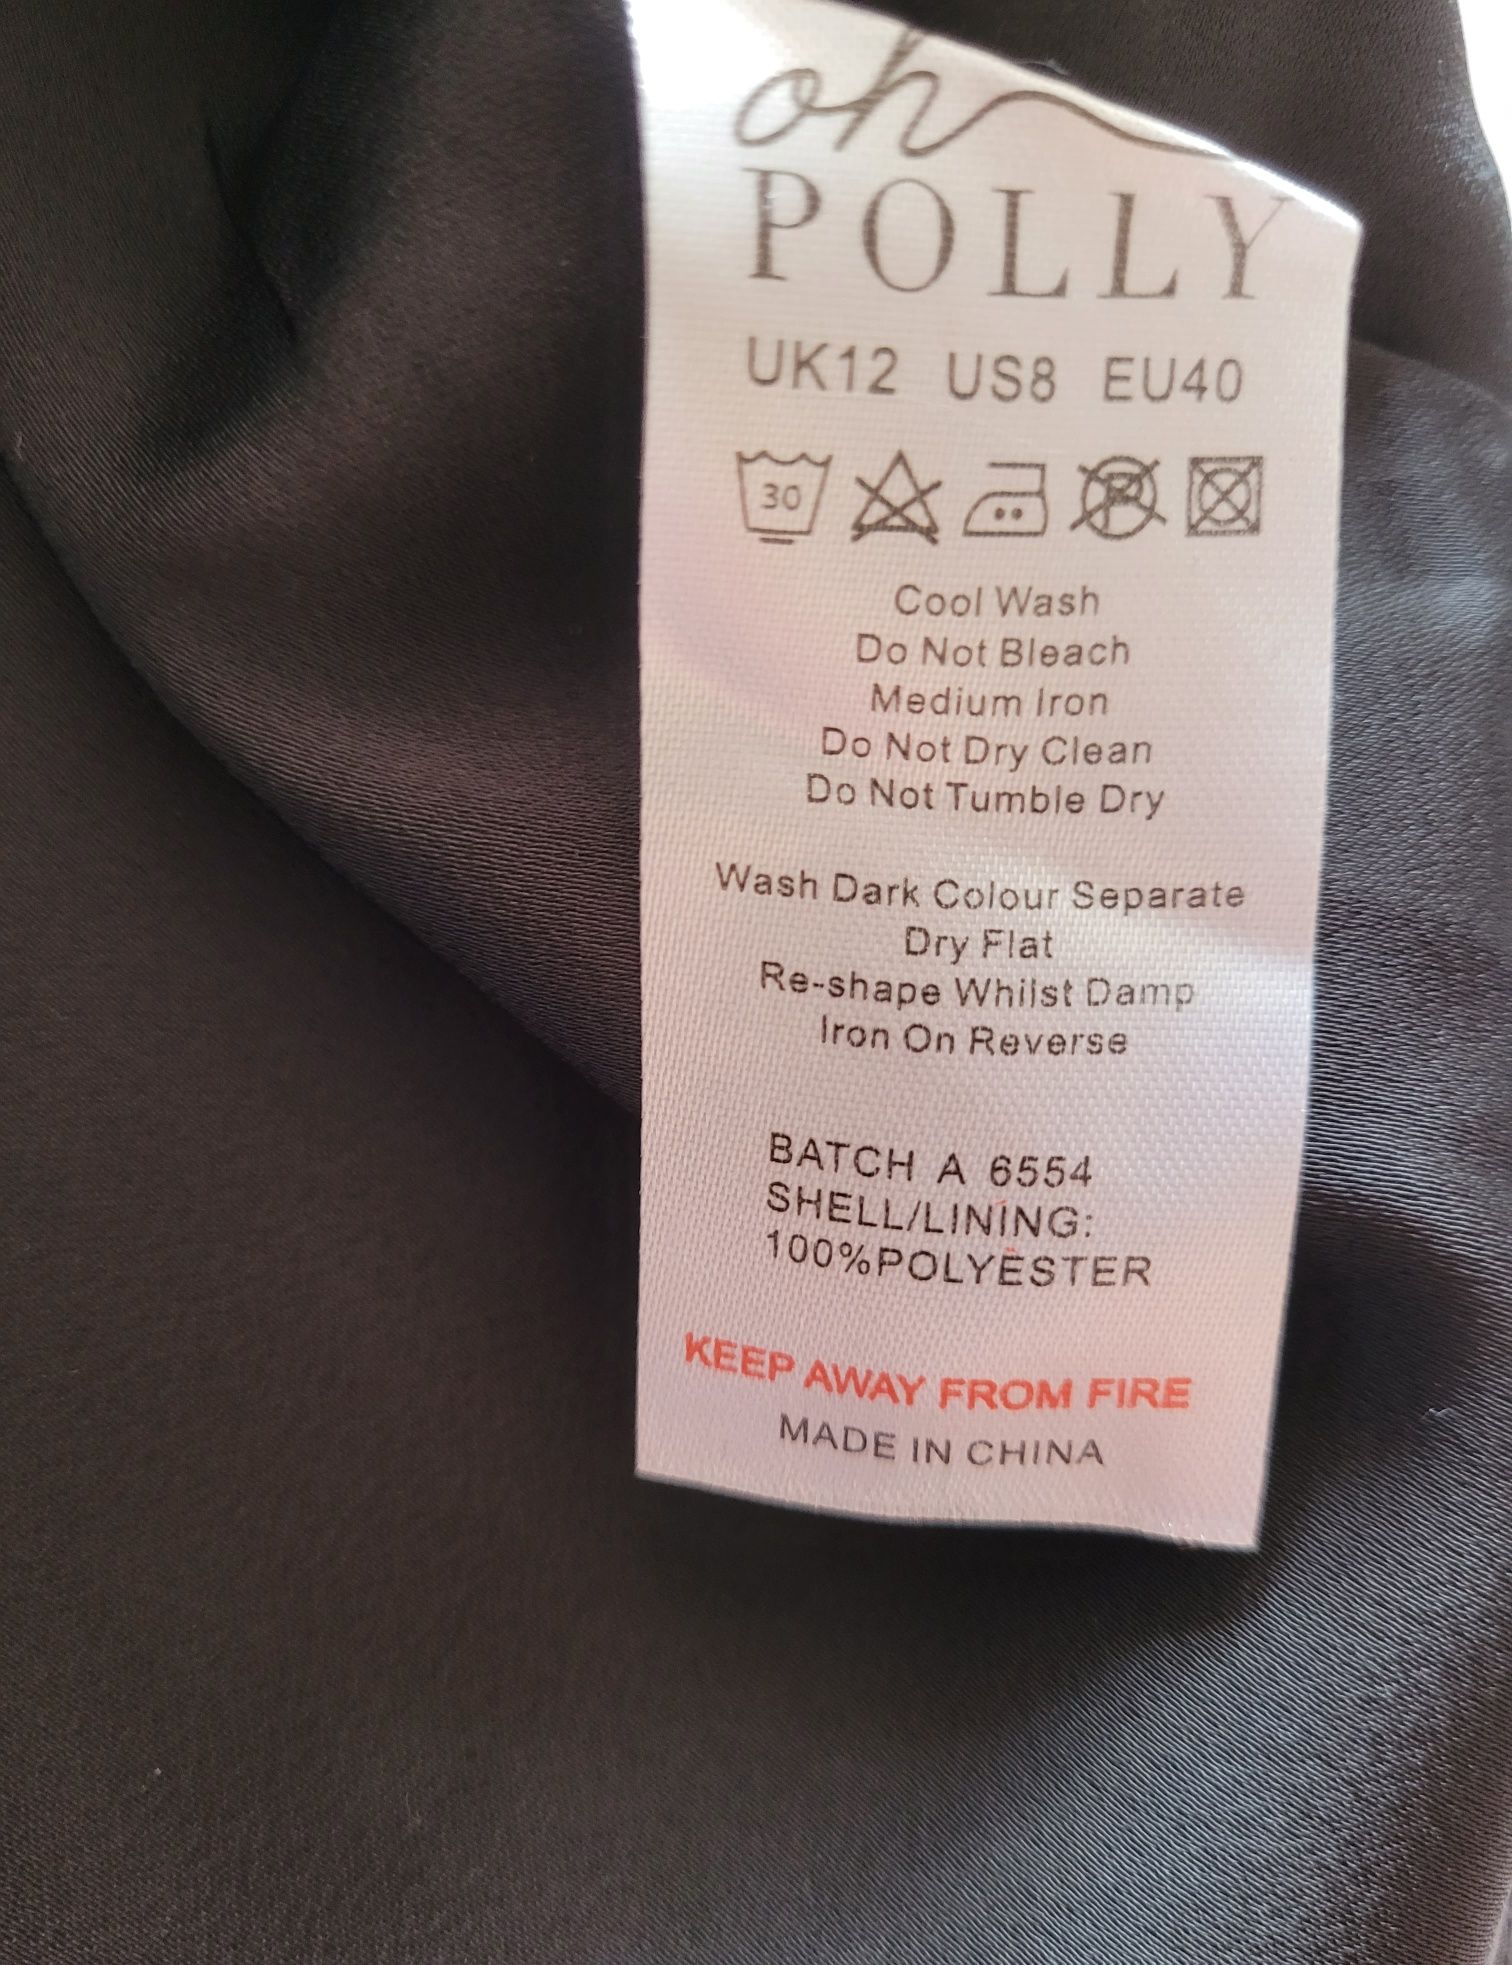 oh
POLLY
UK12 US8 EU40
30
P
Cool Wash
Do Not Bleach
Medium Iron
Do Not Dry Clean
Do Not Tumble Dry
Wash Dark Colour Separate
Dry Flat
Re-shape Whilst Damp
Iron On Reverse
BATCH A 6554
SHELL/LINING:
100%POLYESTER
KEEP AWAY FROM FIRE
MADE IN CHINA